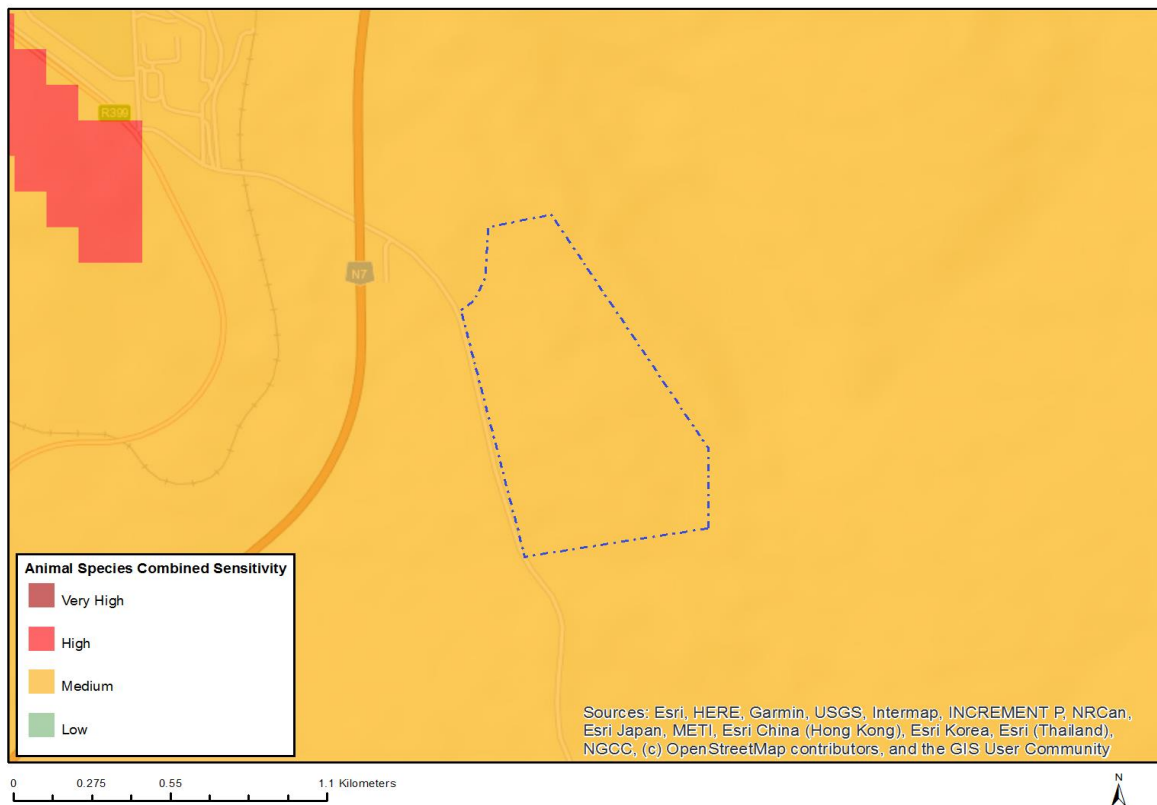 R399
N7
Animal Species Combined Sensitivity
Very High
High
Medium
Low
Sources: Esri, HERE, Garmin, USGS, Intermap, INCREMENT P, NRCan,
Esri Japan, METI, Esri China (Hong Kong), Esri Korea, Esri (Thailand),
NGCC, (c) OpenStreetMap contributors, and the GIS User Community
0 0.275 0.55 1.1 Kilometers
N